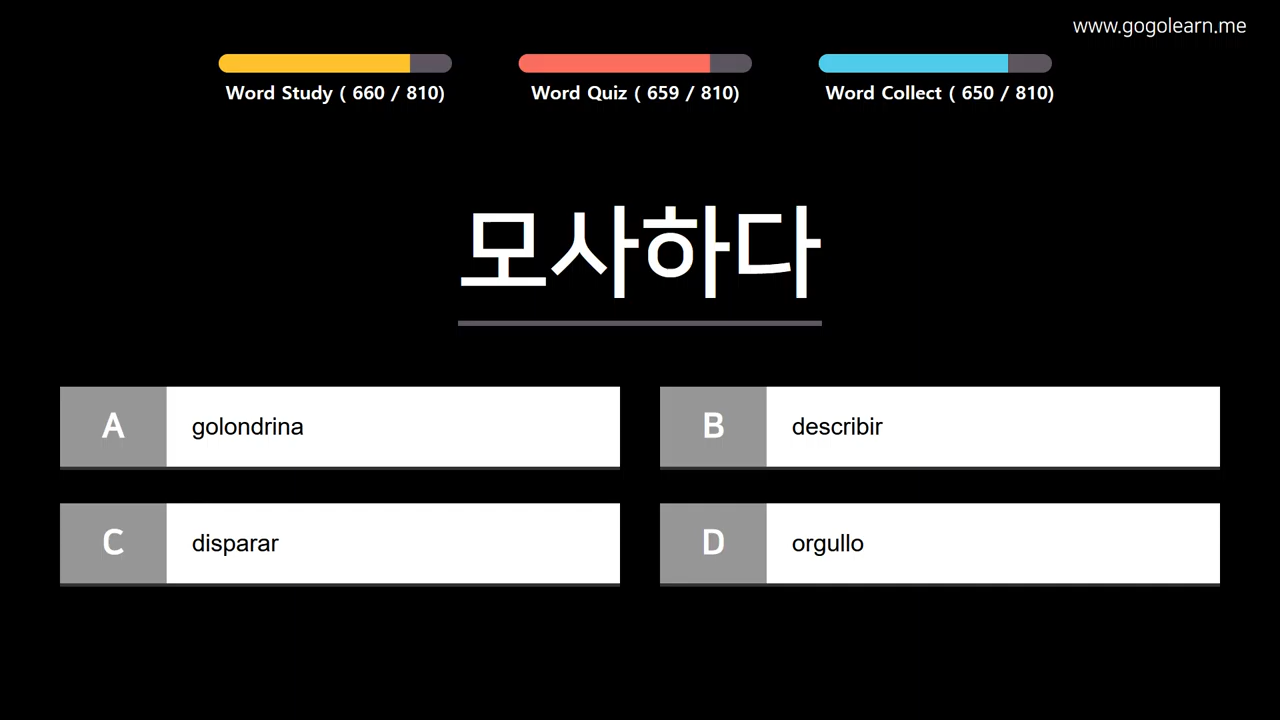 www.gogolearn.me
Word Study ( 660 / 810)
Word Quiz ( 659 / 810)
Word Collect ( 650 / 810)
모사하다
A golondrina
B describir
C disparar
D orgullo